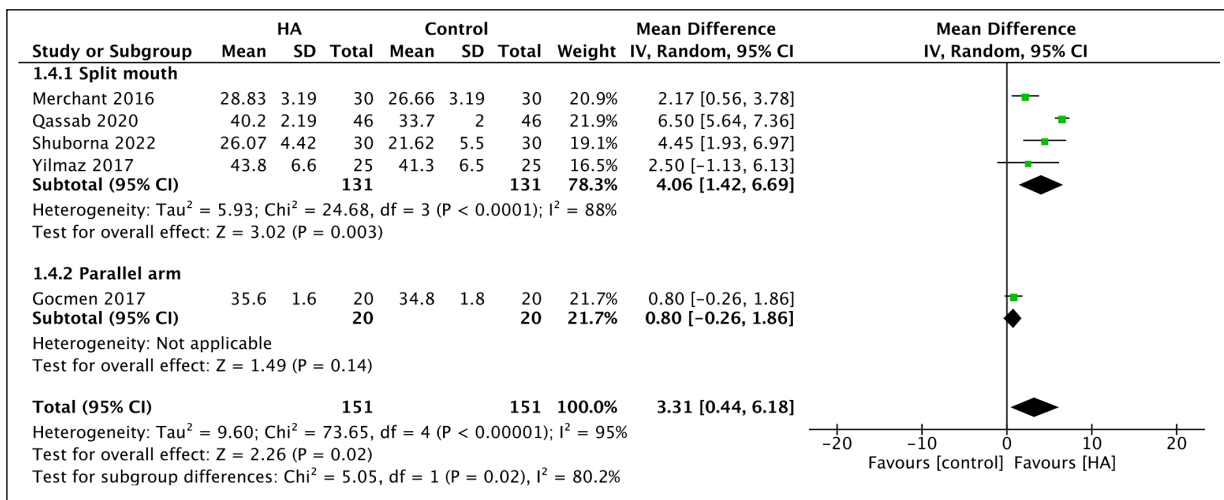 HA Control Mean Difference Mean Difference
Study or Subgroup Mean SD Total Mean SD Total Weight IV, Random, 95% CI IV, Random, 95% CI
1.4.1 Split mouth
Merchant 2016 28.83 3.19 30 26.66 3.19 30 20.9% 2.17 [0.56, 3.78]
Qassab 2020 40.2 2.19 46 33.7 2 46 21.9% 6.50 [5.64, 7.36]
Shuborna 2022 26.07 4.42 30 21.62 5.5 30 19.1% 4.45 [1.93, 6.97]
Yilmaz 2017 43.8 6.6 25 41.3 6.5 25 16.5% 2.50 [−1.13, 6.13]
Subtotal (95% CI) 131 131 78.3% 4.06 [1.42, 6.69]
Heterogeneity: Tau² = 5.93; Chi² = 24.68, df = 3 (P < 0.0001); I² = 88%
Test for overall effect: Z = 3.02 (P = 0.003)
1.4.2 Parallel arm
Gocmen 2017 35.6 1.6 20 34.8 1.8 20 21.7% 0.80 [−0.26, 1.86]
Subtotal (95% CI) 20 20 21.7% 0.80 [−0.26, 1.86]
Heterogeneity: Not applicable
Test for overall effect: Z = 1.49 (P = 0.14)
Total (95% CI) 151 151 100.0% 3.31 [0.44, 6.18]
Heterogeneity: Tau² = 9.60; Chi² = 73.65, df = 4 (P < 0.00001); I² = 95%
Test for overall effect: Z = 2.26 (P = 0.02)
Test for subgroup differences: Chi² = 5.05, df = 1 (P = 0.02), I² = 80.2%
−20 −10 0 10 20
Favours [control] Favours [HA]